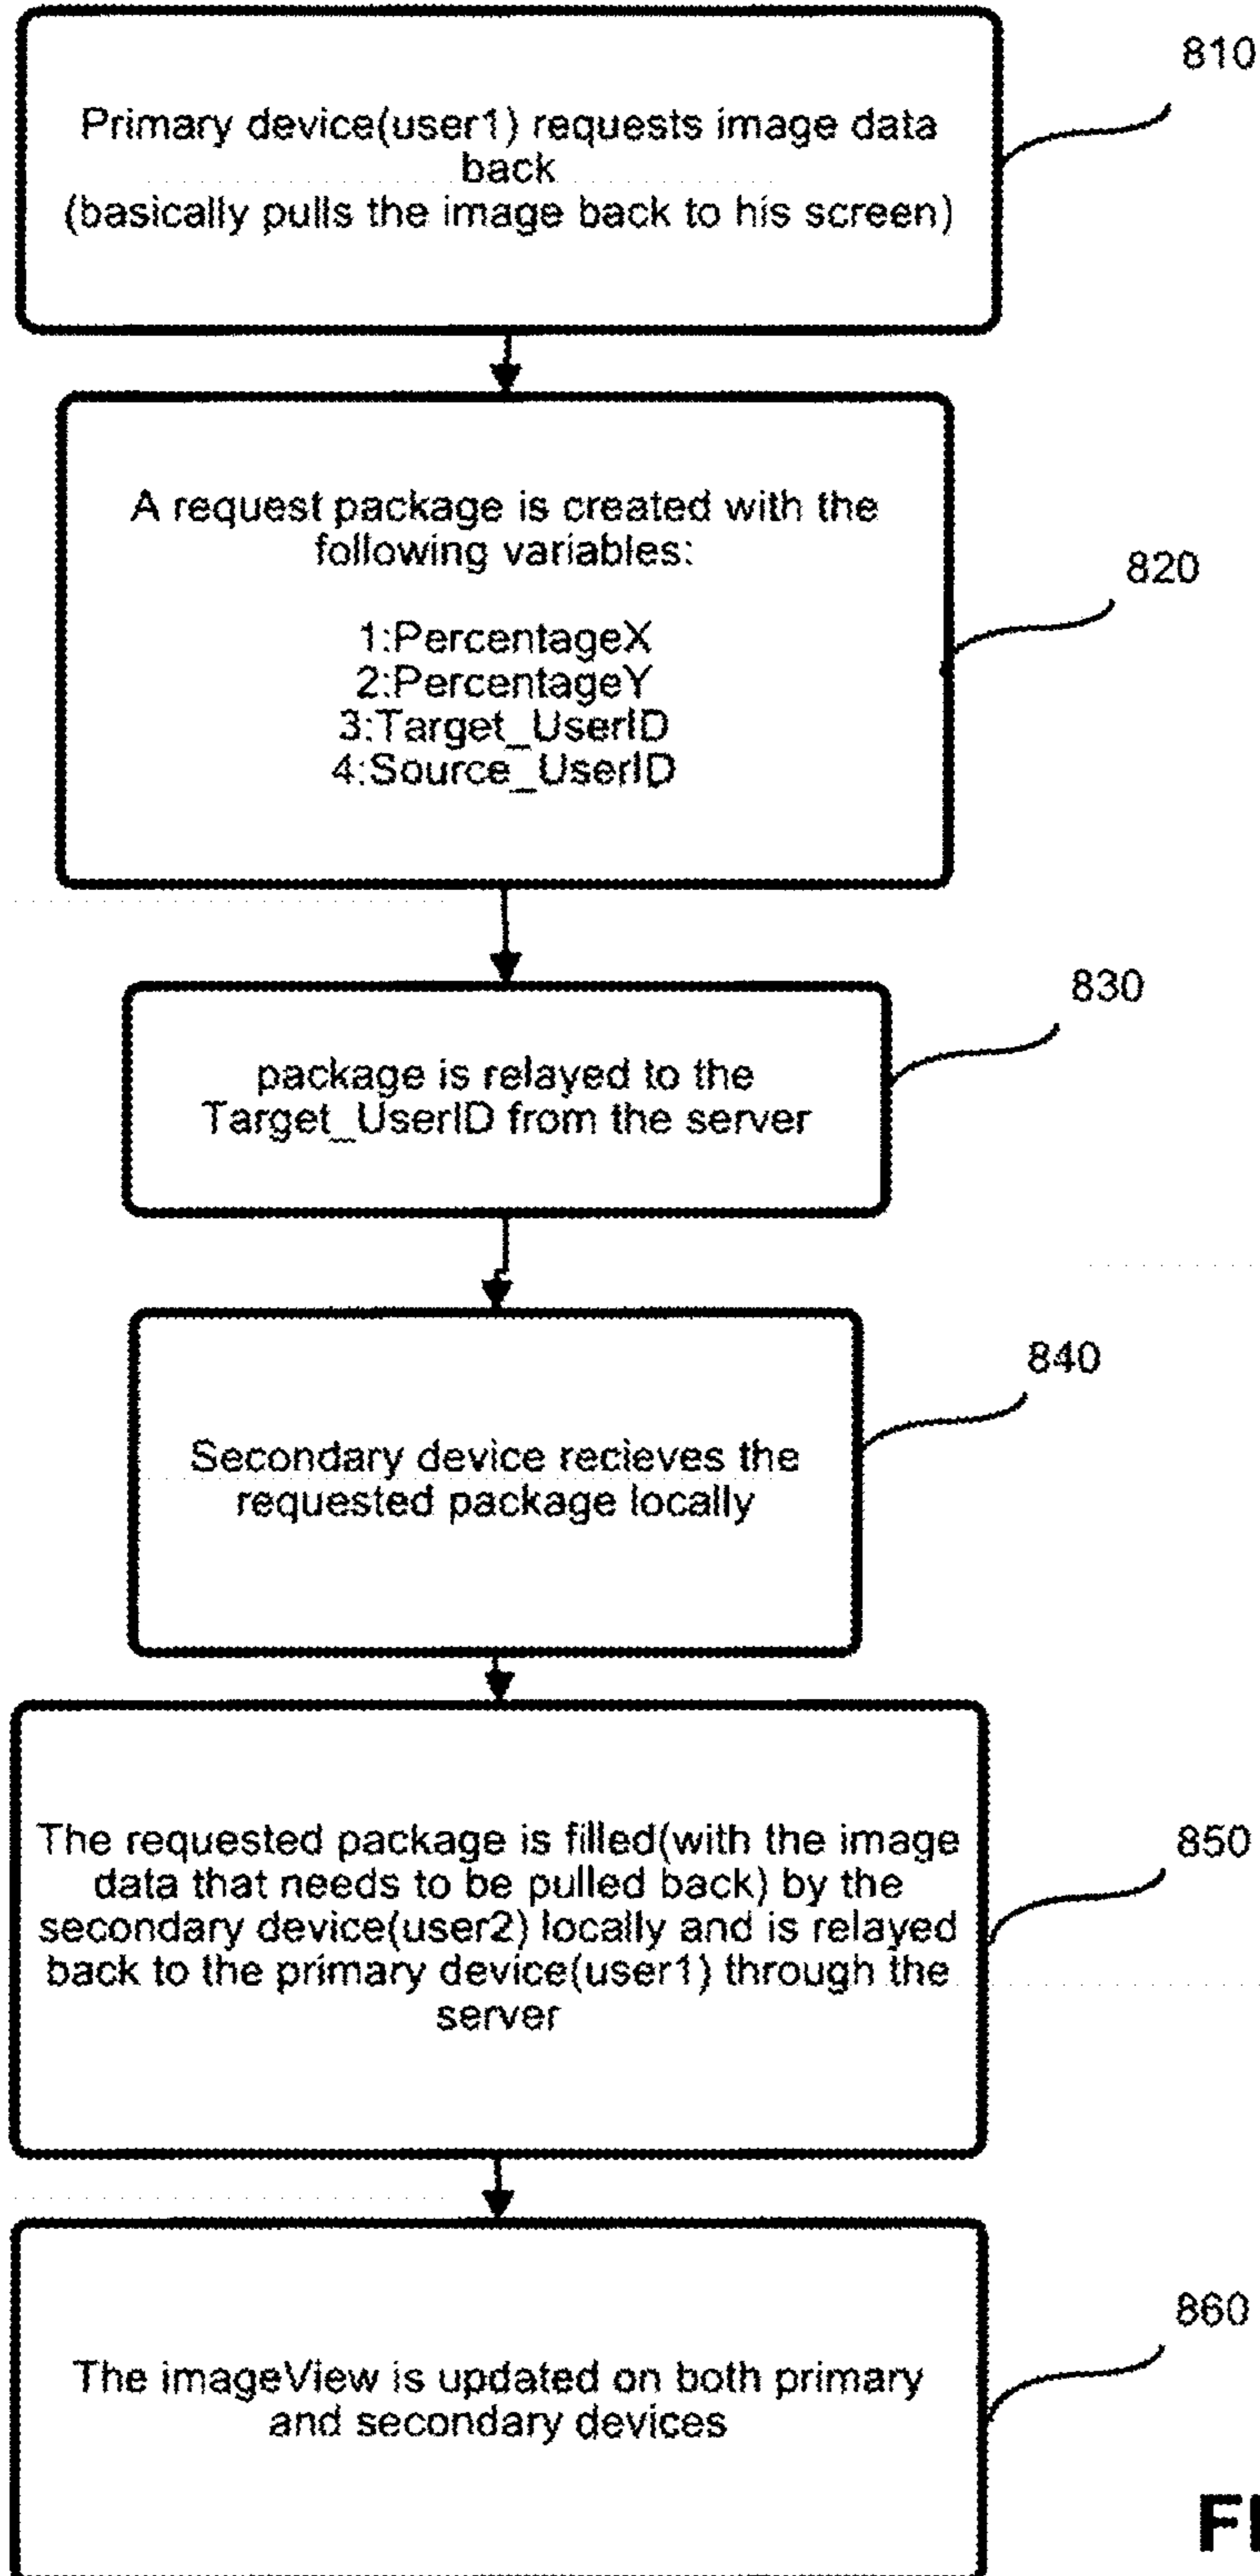 810
Primary device(user1) requests image data
back
(basically pulls the image back to his screen)
820
A request package is created with the
following variables:
1:PercentageX
2:PercentageY
3:Target_UserID
4:Source_UserID
830
package is relayed to the
Target_UserID from the server
840
Secondary device recieves the
requested package locally
850
The requested package is filled(with the image
data that needs to be pulled back) by the
secondary device(user2) locally and is relayed
back to the primary device(user1) through the
server
860
The imageView is updated on both primary
and secondary devices